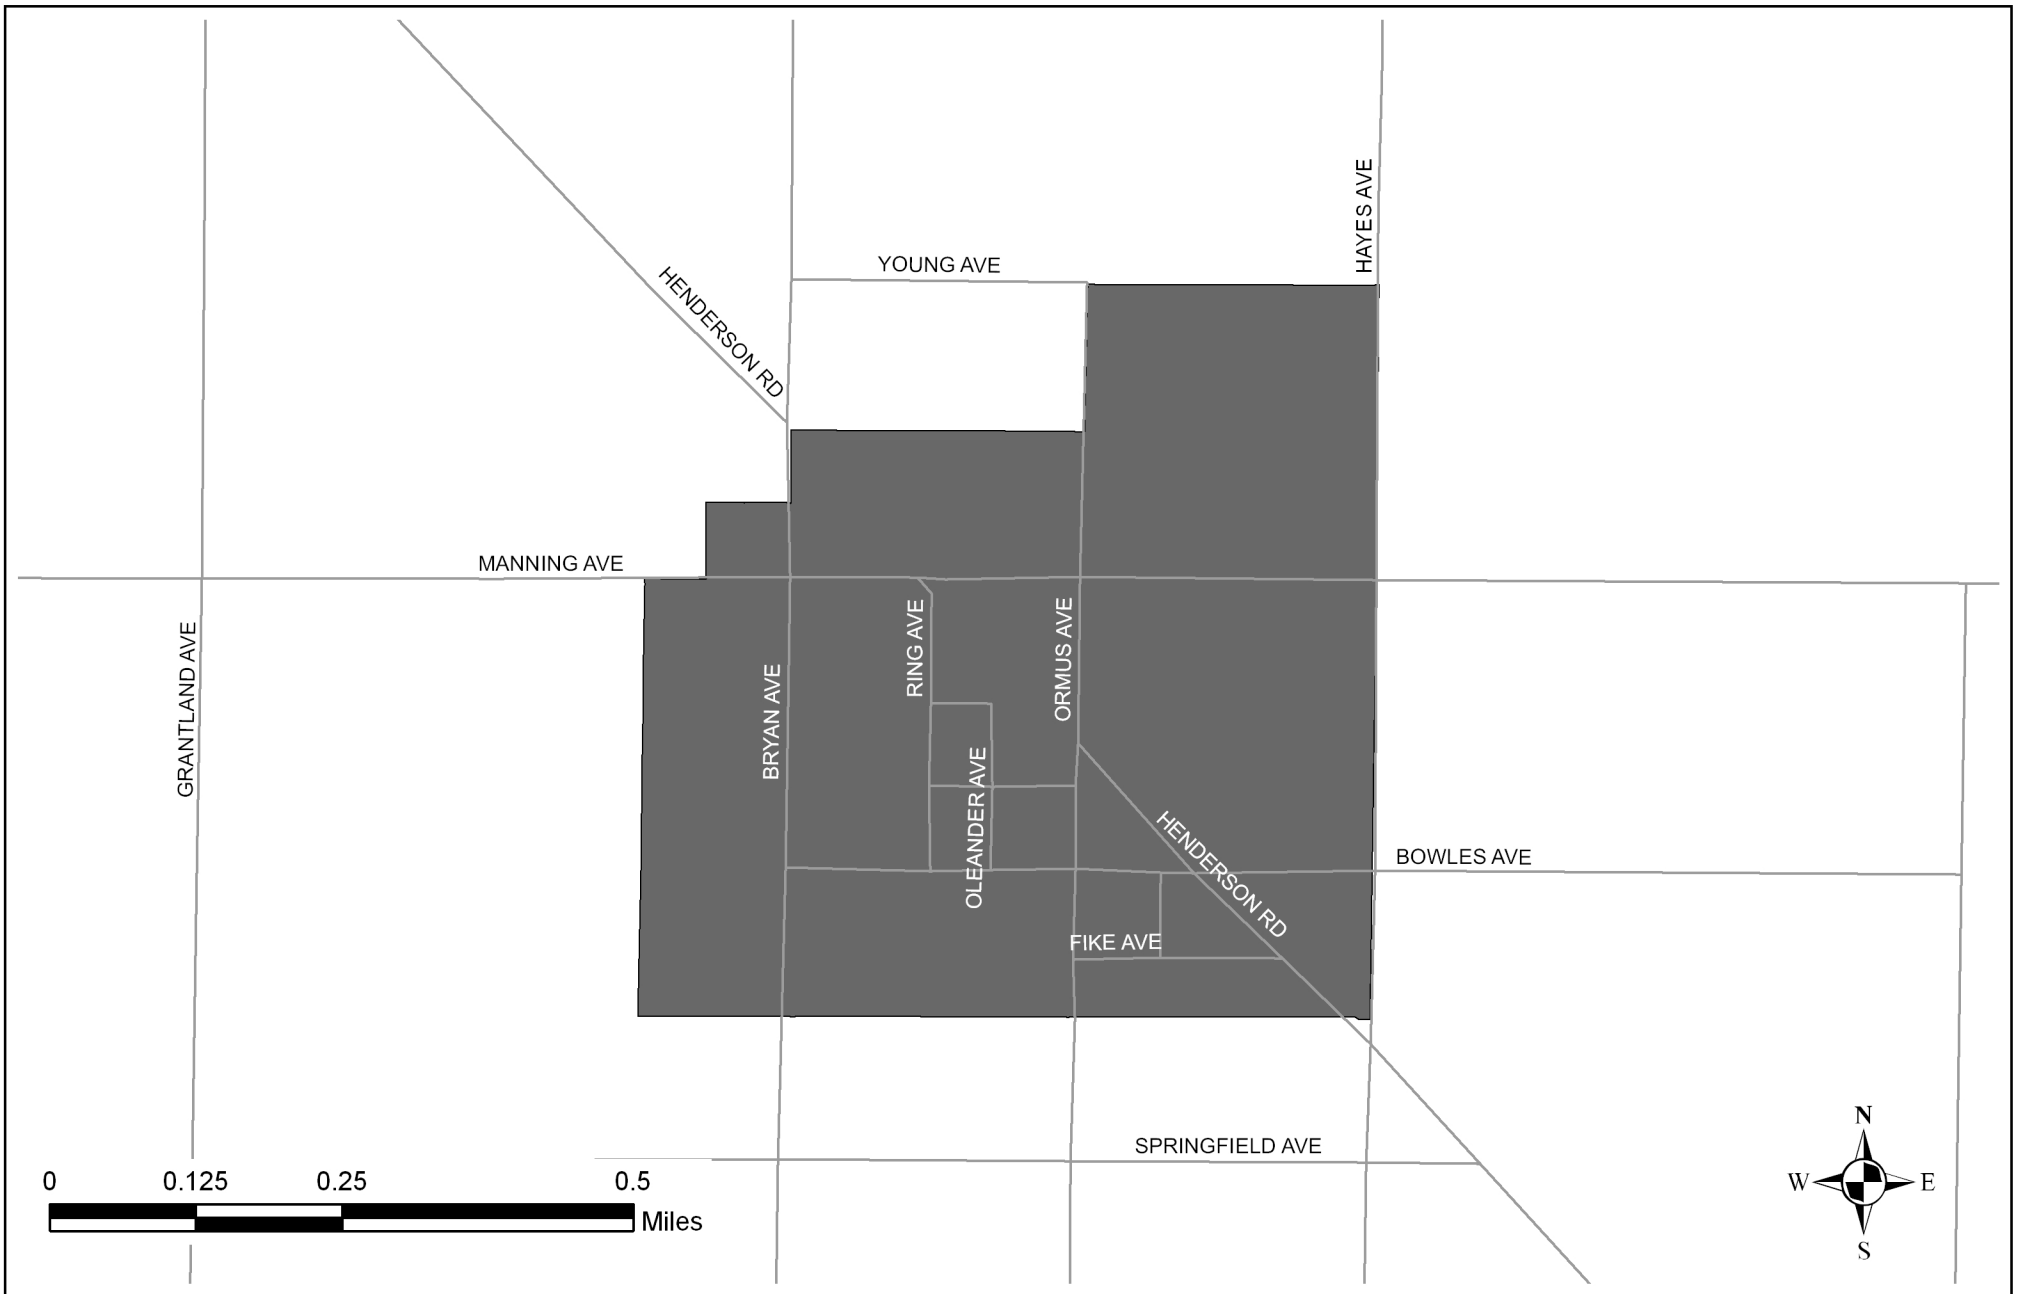 HAYES AVE
YOUNG AVE
HENDERSON RD
MANNING AVE
GRANTLAND AVE
BRYAN AVE
RING AVE
ORMUS AVE
OLEANDER AVE
HENDERSON RD
BOWLES AVE
FIKE AVE
SPRINGFIELD AVE
0 0.125 0.25 0.5
Miles
N
W E
S